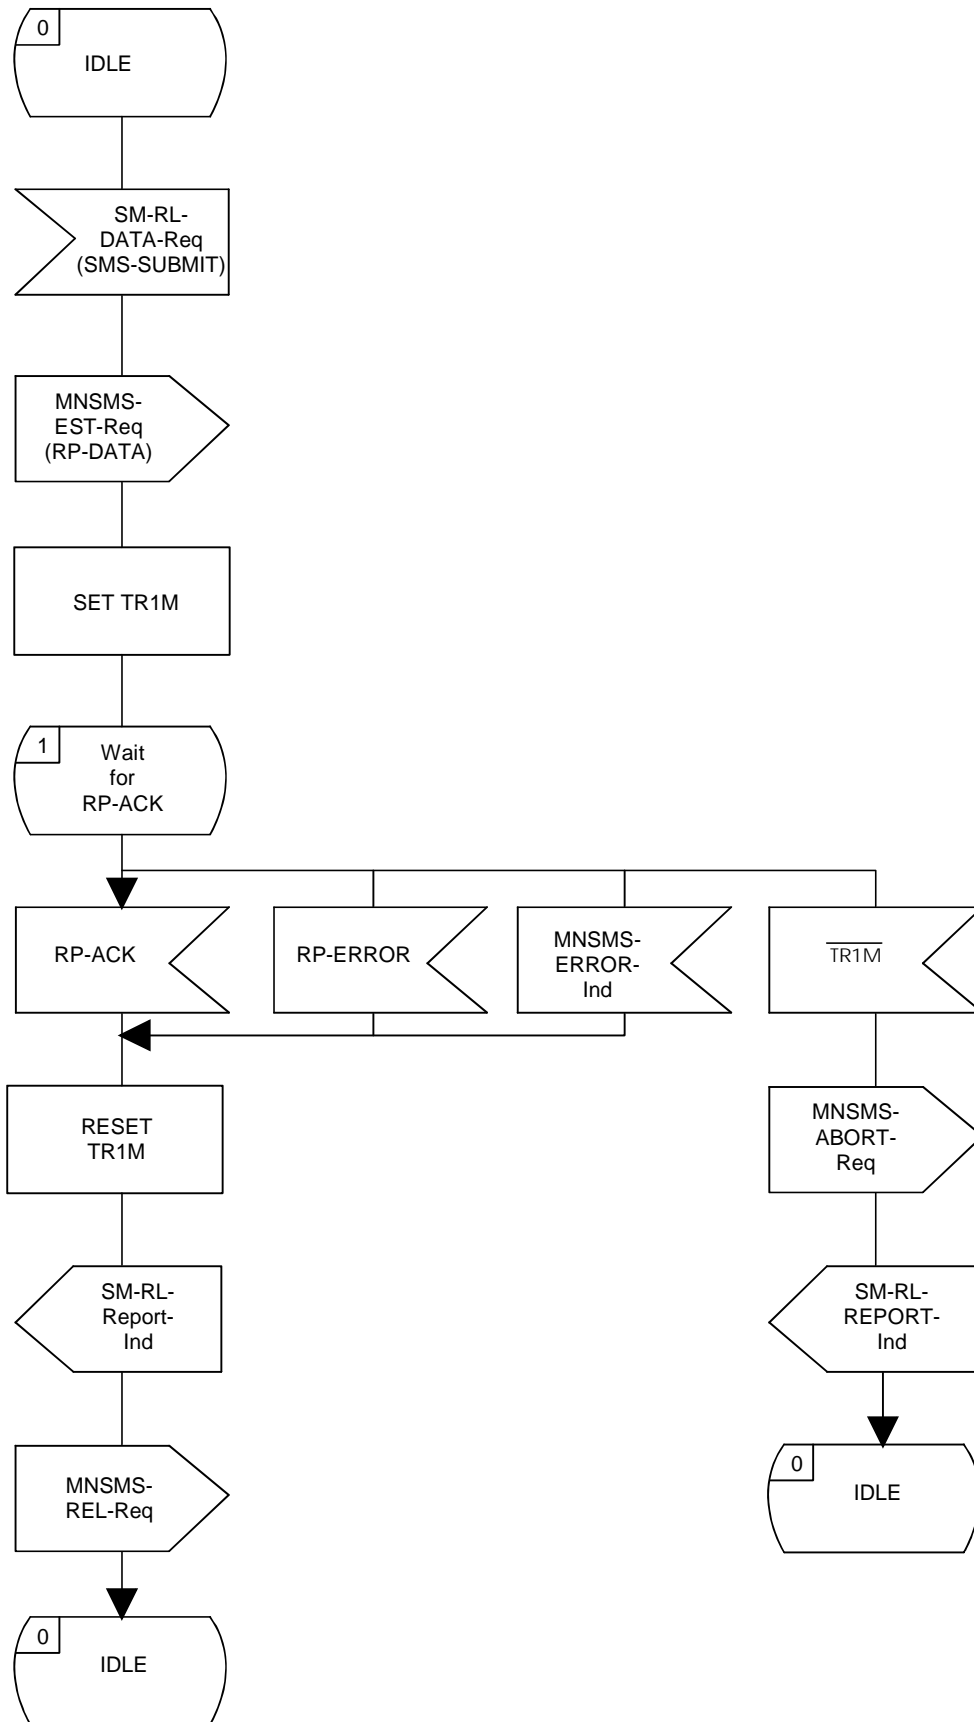 0
IDLE
SM-RL-
DATA-Req
(SMS-SUBMIT)
MNSMS-
EST-Req
(RP-DATA)
SET TR1M
1
Wait
for
RP-ACK
RP-ACK
RP-ERROR
MNSMS-
ERROR-
Ind
TR1M
RESET
TR1M
MNSMS-
ABORT-
Req
SM-RL-
Report-
Ind
SM-RL-
REPORT-
Ind
MNSMS-
REL-Req
0
IDLE
0
IDLE